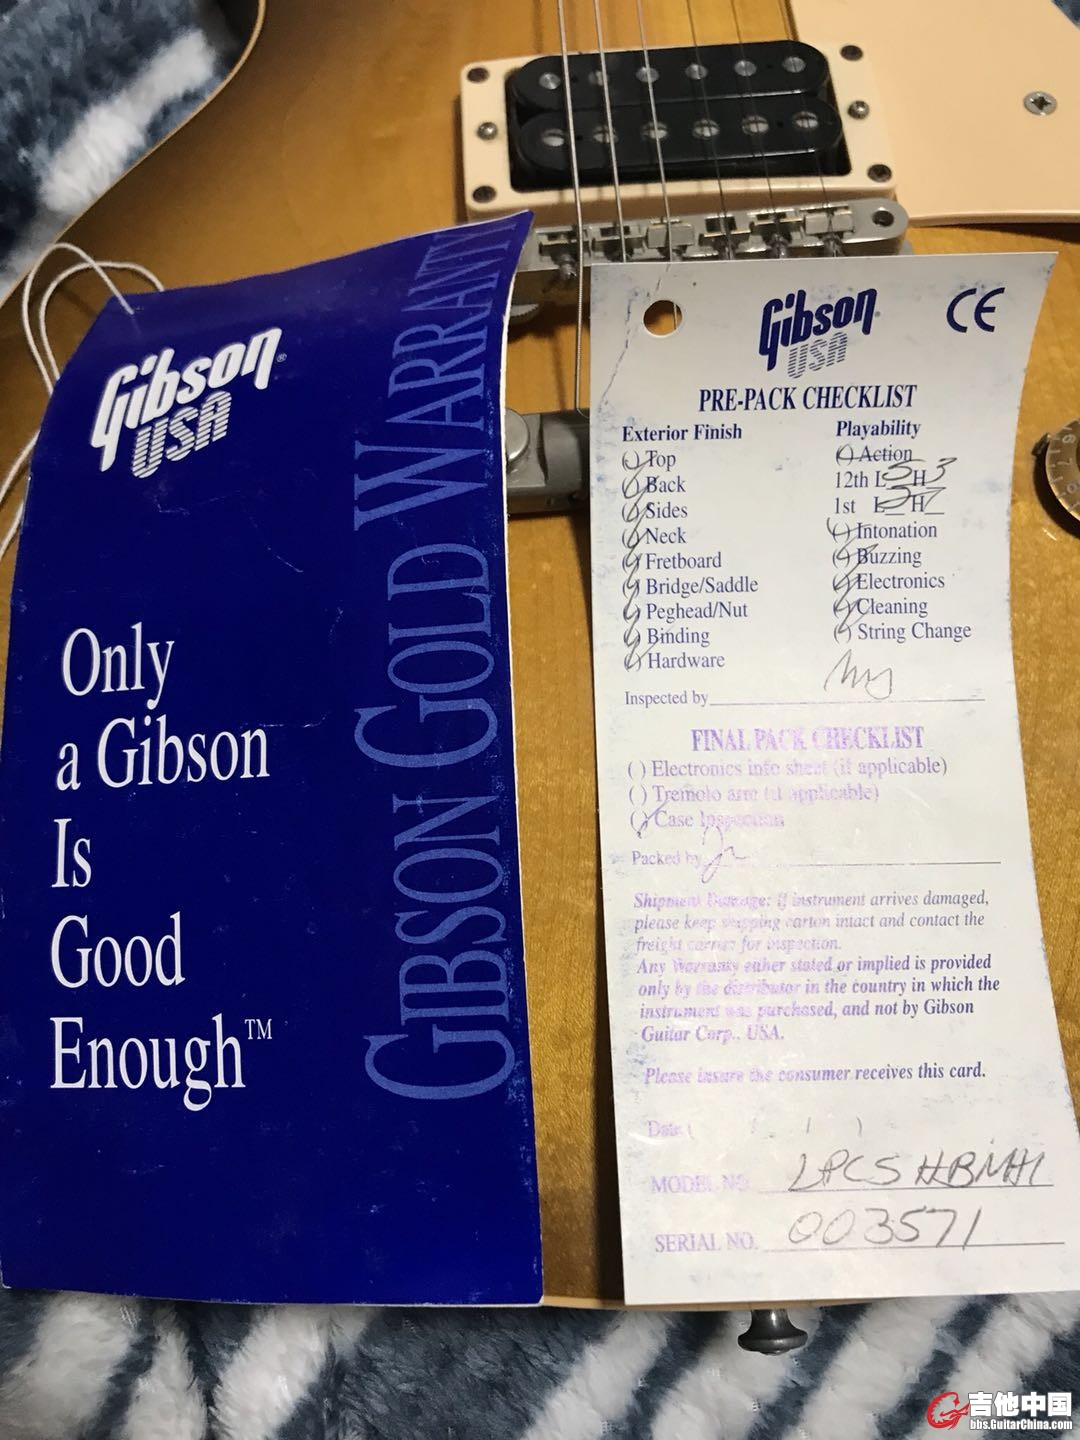 Gibson
USA
Only
a Gibson
Is
Good
Enough™
GIBSON GOLD WARRANTY
Gibson
USA
CE
PRE-PACK CHECKLIST
Exterior Finish
( ) Top
( ) Back
( ) Sides
( ) Neck
( ) Fretboard
( ) Bridge/Saddle
( ) Peghead/Nut
( ) Binding
( ) Hardware
Playability
( ) Action
12th L 5 H 3
1st L H
( ) Intonation
( ) Buzzing
( ) Electronics
( ) Cleaning
( ) String Change
Inspected by
FINAL PACK CHECKLIST
( ) Electronics info sheet (if applicable)
( ) Tremolo arm (if applicable)
( ) Case Inspection
Packed by
Shipment Damage: if instrument arrives damaged,
please keep shipping carton intact and contact the
freight carrier for inspection.
Any Warranty either stated or implied is provided
only by the distributor in the country in which the
instrument was purchased, and not by Gibson
Guitar Corp., USA.
Please insure the consumer receives this card.
Date ( / / )
MODEL NO. LPCSHBNH1
SERIAL NO. 003571
吉他中国
bbs.GuitarChina.com